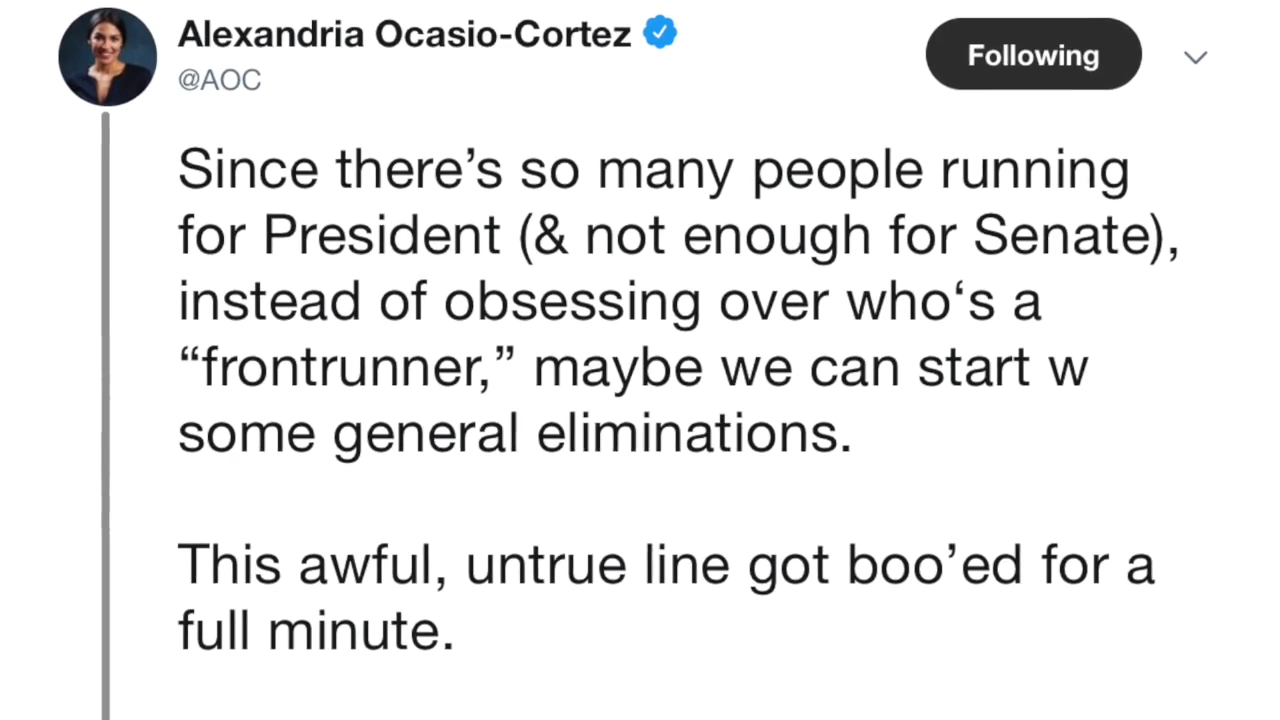 Alexandria Ocasio-Cortez
@AOC
Following
Since there’s so many people running
for President (& not enough for Senate),
instead of obsessing over who‘s a
“frontrunner,” maybe we can start w
some general eliminations.
This awful, untrue line got boo’ed for a
full minute.